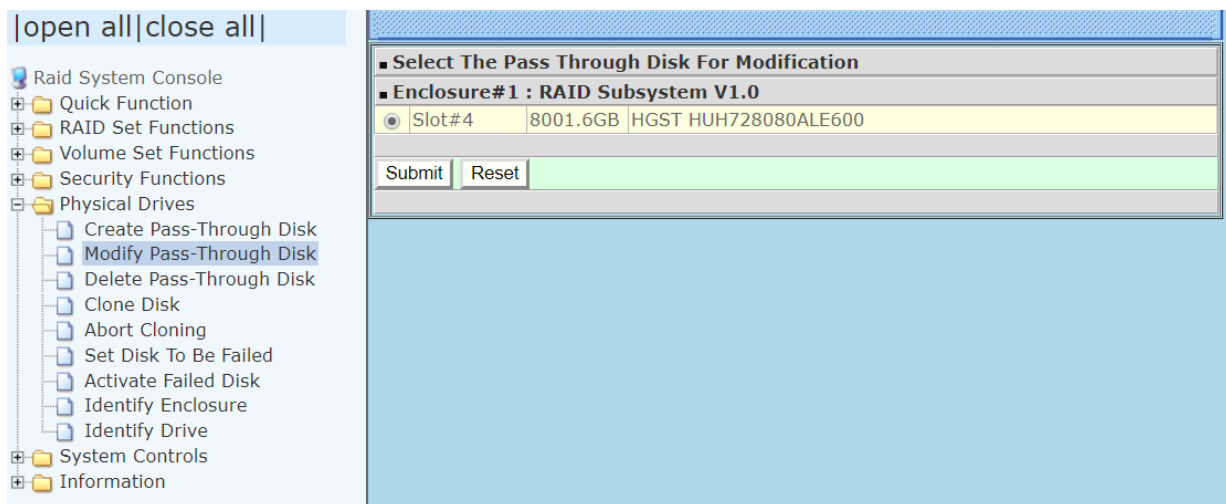 |open all|close all|
Raid System Console
Quick Function
RAID Set Functions
Volume Set Functions
Security Functions
Physical Drives
Create Pass-Through Disk
Modify Pass-Through Disk
Delete Pass-Through Disk
Clone Disk
Abort Cloning
Set Disk To Be Failed
Activate Failed Disk
Identify Enclosure
Identify Drive
System Controls
Information
Select The Pass Through Disk For Modification
Enclosure#1 : RAID Subsystem V1.0
Slot#4 8001.6GB HGST HUH728080ALE600
Submit Reset